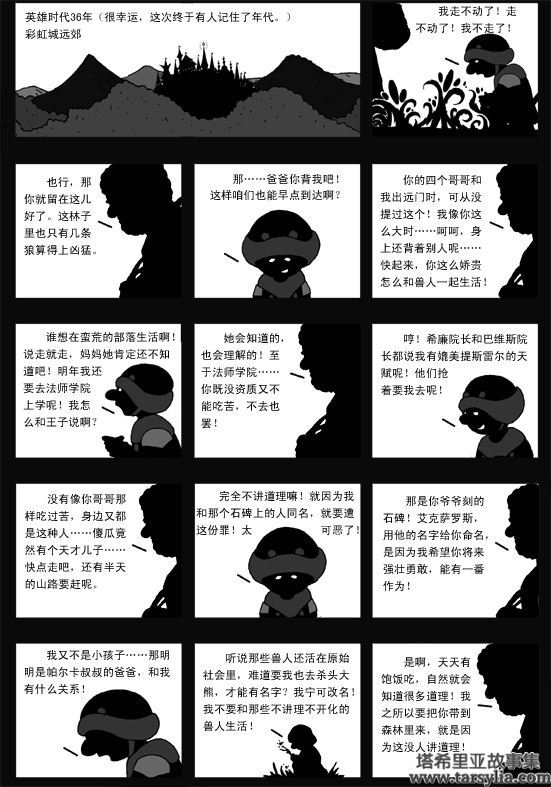 英雄时代36年（很幸运，这次终于有人记住了年代。）
彩虹城远郊
我走不动了！走
不动了！我不走了！
也行，那
你就留在这儿
好了。这林子
里也只有几条
狼算得上凶猛。
那……爸爸你背我吧！
这样咱们也能早点到达啊？
你的四个哥哥和
我出远门时，可从没
提过这个！我像你这
么大时……呵呵，身
上还背着别人呢……
快起来，你这么娇贵
怎么和兽人一起生活！
谁想在蛮荒的部落生活啊！
说走就走，妈妈她肯定还不知
道吧！明年我还
要去法师学院
上学呢！我怎
么和王子说啊？
她会知道的，
也会理解的！至
于法师学院……
你既没资质又不
能吃苦，不去也
罢！
哼！希廉院长和巴维斯院
长都说我有媲美提斯雷尔的天
赋呢！他们抢
着要我去呢！
没有像你哥哥那
样吃过苦，身边又都
是这种人……傻瓜竟
然有个天才儿子……
快点走吧，还有半天
的山路要赶呢。
完全不讲道理嘛！就因为我
和那个石碑上的人同名，就要遭
这份罪！太 可恶了！
那是你爷爷刻的
石碑！艾克萨罗斯，
用他的名字给你命名，
是因为我希望你将来
强壮勇敢，能有一番
作为！
我又不是小孩子……那明
明是帕尔卡叔叔的爸爸，和我
有什么关系！
听说那些兽人还活在原始
社会里，难道要我也去杀头大
熊，才能有名字？我宁可改名！
我不要和那些不讲理不开化的
兽人生活！
是啊，天天有
饱饭吃，自然就会
知道很多道理！我
之所以要把你带到
森林里来，就是因
为这没人讲道理！
塔希里亚故事集
www.tarsylia.com